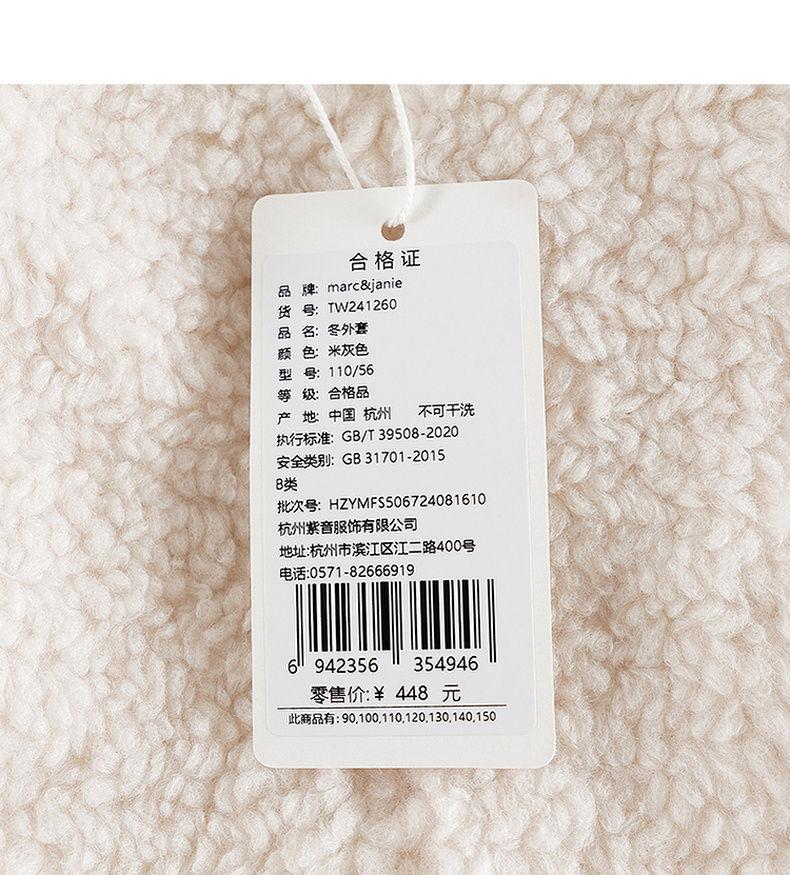 合格证
品 牌: marc&janie
货 号: TW241260
品 名: 冬外套
颜 色: 米灰色
型 号: 110/56
等 级: 合格品
产 地: 中国 杭州 不可干洗
执行标准: GB/T 39508-2020
安全类别: GB 31701-2015
B类
批次号: HZYMFS506724081610
杭州紫音服饰有限公司
地址:杭州市滨江区江二路400号
电话:0571-82666919
6 942356 354946
零售价:¥ 448 元
此商品有: 90,100,110,120,130,140,150